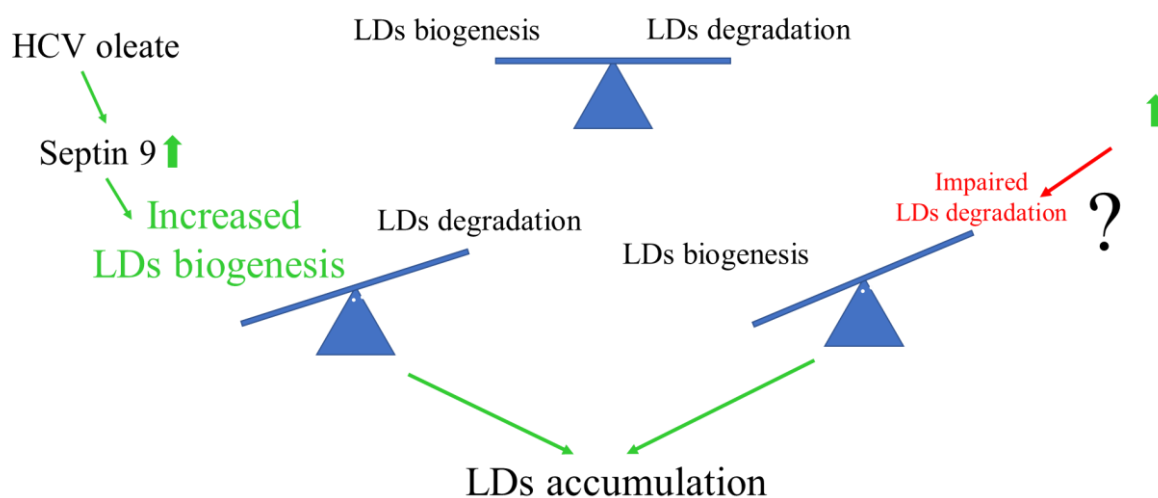 LDs biogenesis
LDs degradation
HCV oleate
Septin 9
Increased
LDs biogenesis
LDs degradation
Impaired
LDs degradation
?
LDs biogenesis
LDs accumulation